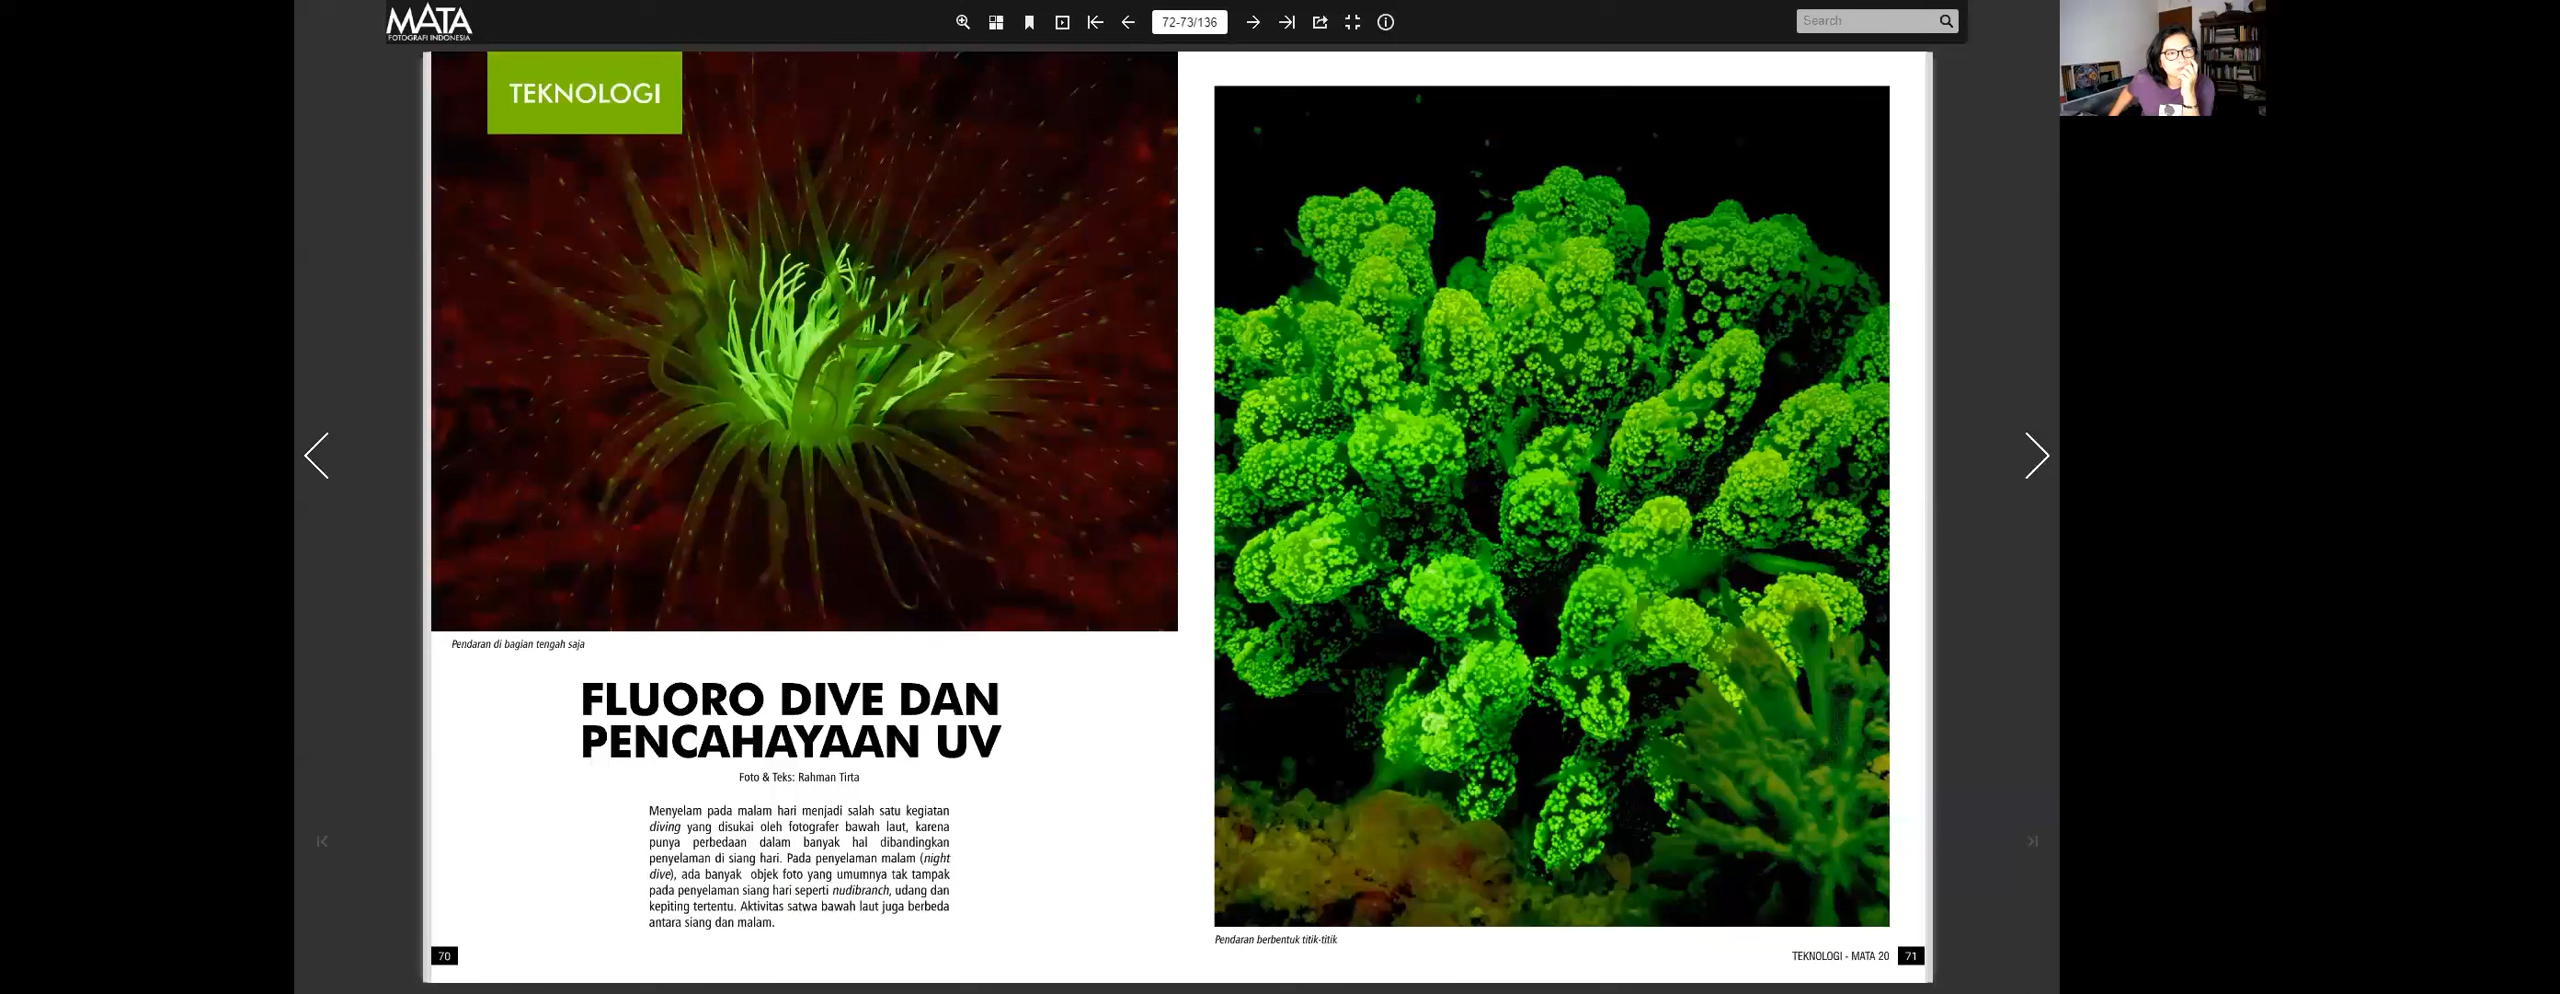 MATA
FOTOGRAFI INDONESIA
72-73/136
Search
TEKNOLOGI
Pendaran di bagian tengah saja
FLUORO DIVE DAN
PENCAHAYAAN UV
Foto & Teks: Rahman Tirta
Menyelam pada malam hari menjadi salah satu kegiatan
diving yang disukai oleh fotografer bawah laut, karena
punya perbedaan dalam banyak hal dibandingkan
penyelaman di siang hari. Pada penyelaman malam (night
dive), ada banyak objek foto yang umumnya tak tampak
pada penyelaman siang hari seperti nudibranch, udang dan
kepiting tertentu. Aktivitas satwa bawah laut juga berbeda
antara siang dan malam.
70
Pendaran berbentuk titik-titik
TEKNOLOGI - MATA 20 71